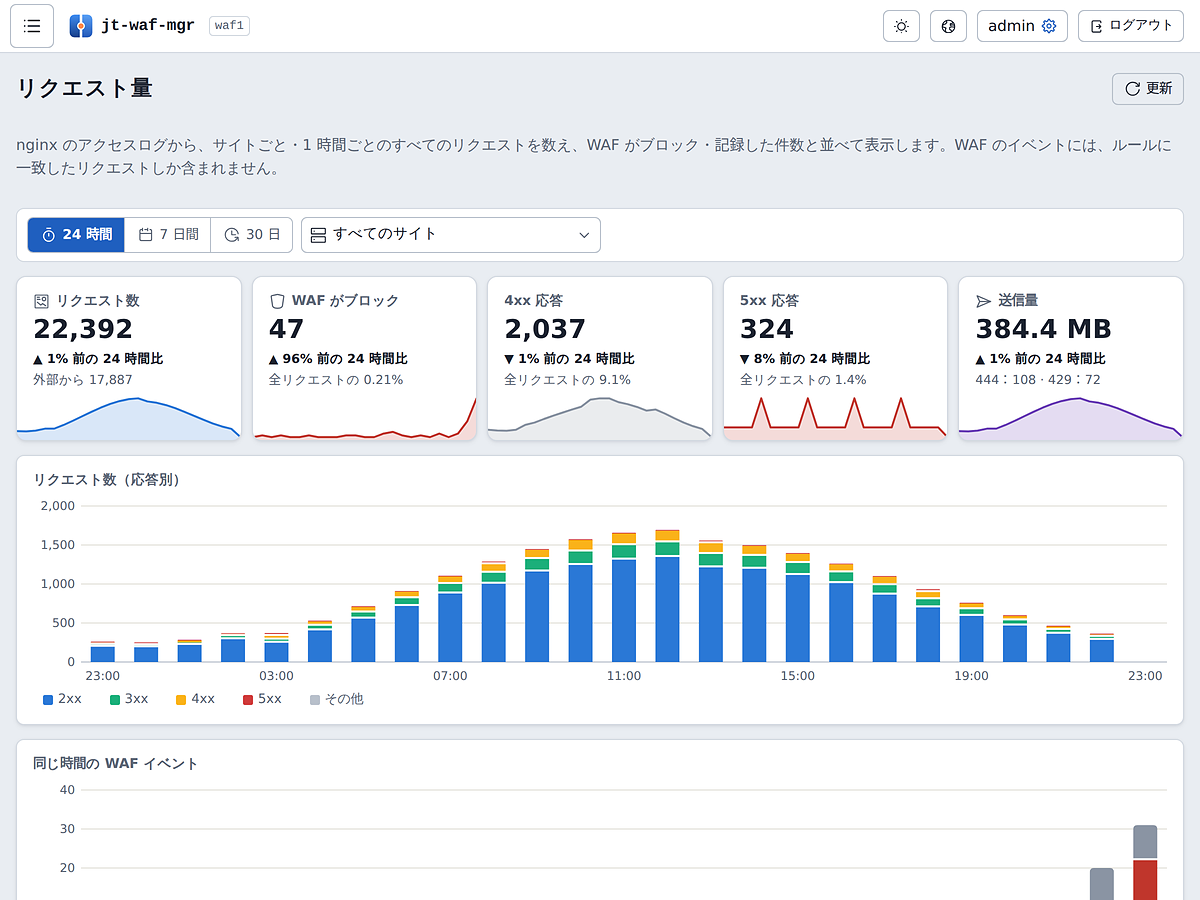 jt-waf-mgr waf1 admin ログアウト
リクエスト量 更新
nginx のアクセスログから、サイトごと・1 時間ごとのすべてのリクエストを数え、WAF がブロック・記録した件数と並べて表示します。WAF のイベントには、ルールに
一致したリクエストしか含まれません。
24 時間 7 日間 30 日 すべてのサイト
リクエスト数
22,392
▲ 1% 前の 24 時間比
外部から 17,887
WAF がブロック
47
▲ 96% 前の 24 時間比
全リクエストの 0.21%
4xx 応答
2,037
▼ 1% 前の 24 時間比
全リクエストの 9.1%
5xx 応答
324
▼ 8% 前の 24 時間比
全リクエストの 1.4%
送信量
384.4 MB
▲ 1% 前の 24 時間比
444：108 · 429：72
リクエスト数（応答別）
2,000
1,500
1,000
500
0
23:00 03:00 07:00 11:00 15:00 19:00 23:00
2xx 3xx 4xx 5xx その他
同じ時間の WAF イベント
40
30
20